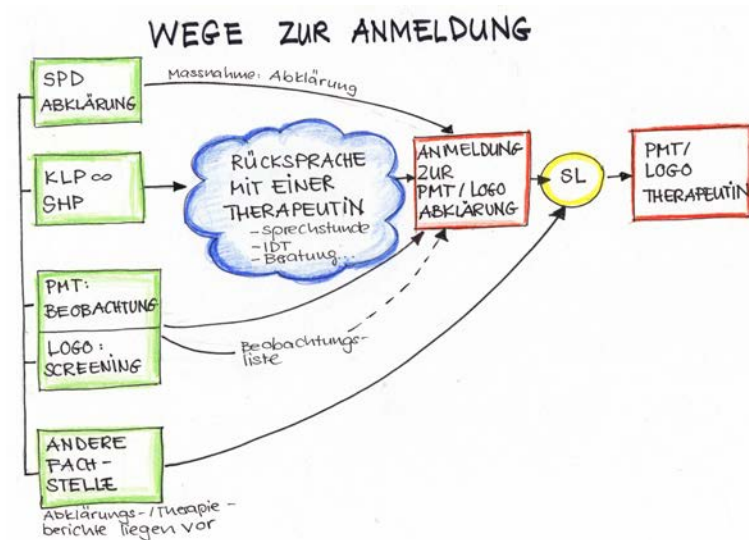 WEGE ZUR ANMELDUNG
SPD
ABKLÄRUNG
Massnahme: Abklärung
KLP ∞
SHP
RÜCKSPRACHE
MIT EINER
THERAPEUTIN
- Sprechstunde
- IDT
- Beratung...
ANMELDUNG
ZUR
PMT/LOGO
ABKLÄRUNG
SL
PMT/
LOGO
THERAPEUTIN
PMT:
BEOBACHTUNG
LOGO:
SCREENING
Beobachtungs-
liste
ANDERE
FACH-
STELLE
Abklärungs-/Therapie-
berichte liegen vor